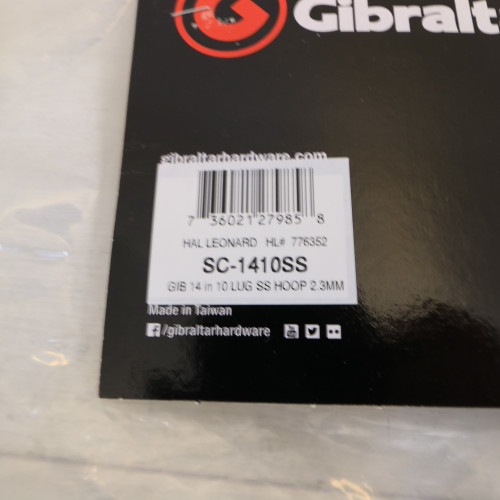 Gibralt
gibraltarhardware.com
7 36021 27985 8
HAL LEONARD HL# 776352
SC-1410SS
GIB 14 in 10 LUG SS HOOP 2.3MM
Made in Taiwan
/gibraltarhardware